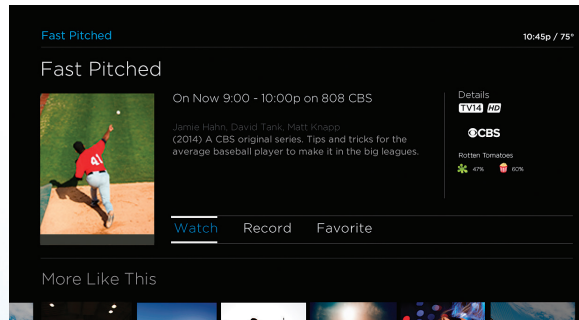 Fast Pitched
10:45p / 75°
Fast Pitched
On Now 9:00 - 10:00p on 808 CBS
Jamie Hahn, David Tank, Matt Knapp
(2014) A CBS original series. Tips and tricks for the
average baseball player to make it in the big leagues.
Details
TV14 HD
CBS
Rotten Tomatoes
47% 60%
41
Watch Record Favorite
More Like This